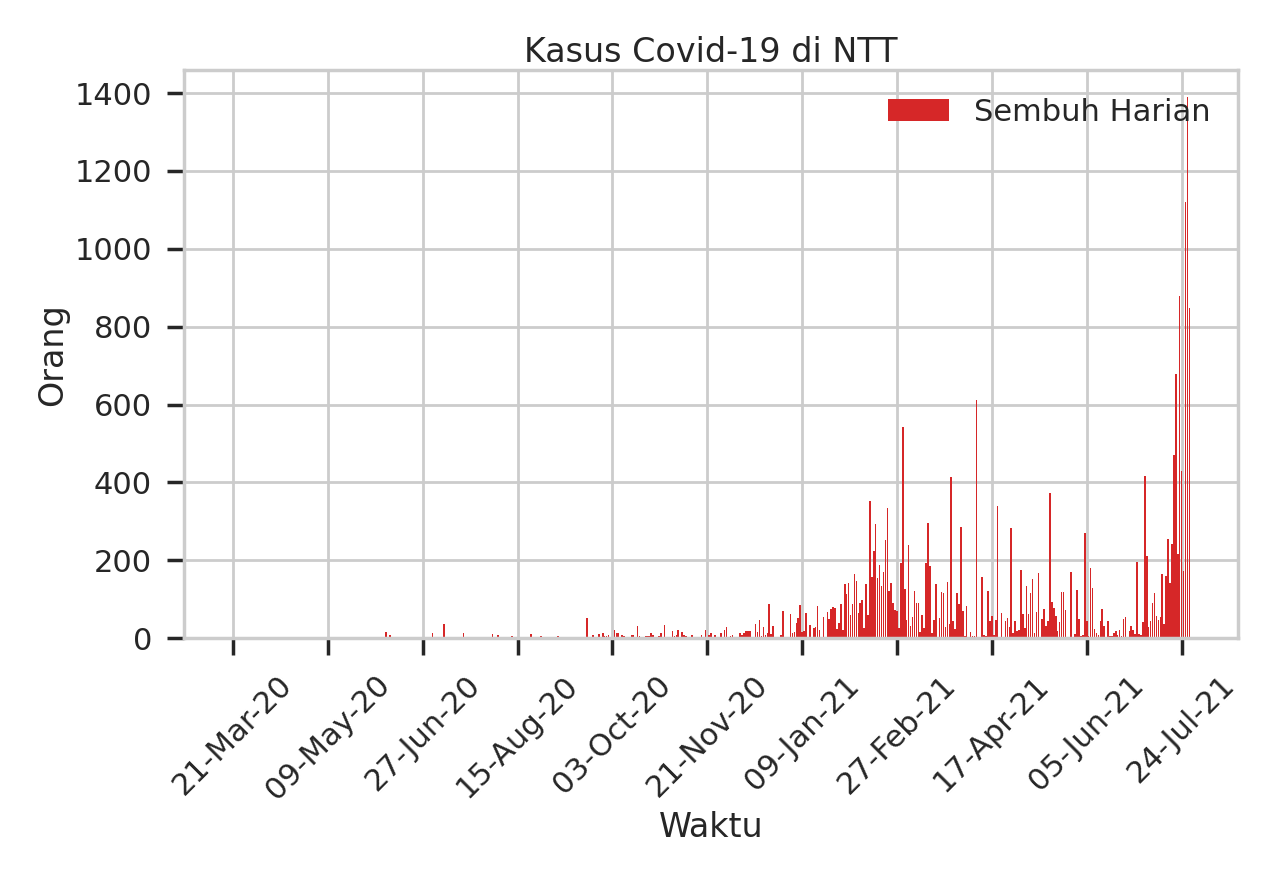 Kasus Covid-19 di NTT
Sembuh Harian
1400
1200
1000
800
600
400
200
0
Orang
21-Mar-20
09-May-20
27-Jun-20
15-Aug-20
03-Oct-20
21-Nov-20
09-Jan-21
27-Feb-21
17-Apr-21
05-Jun-21
24-Jul-21
Waktu